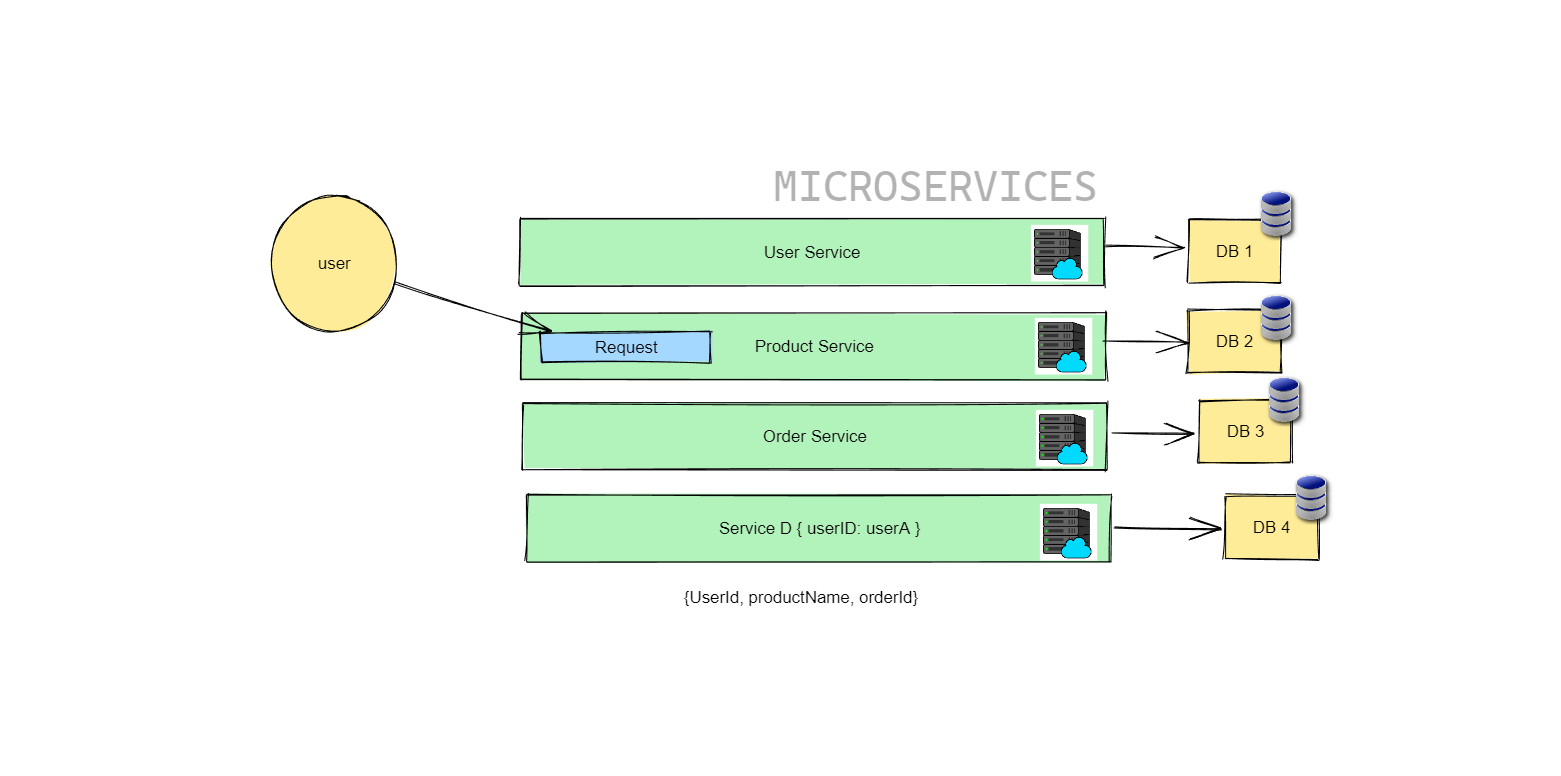 MICROSERVICES
user
User Service
DB 1
Request
Product Service
DB 2
Order Service
DB 3
Service D { userID: userA }
DB 4
{UserId, productName, orderId}